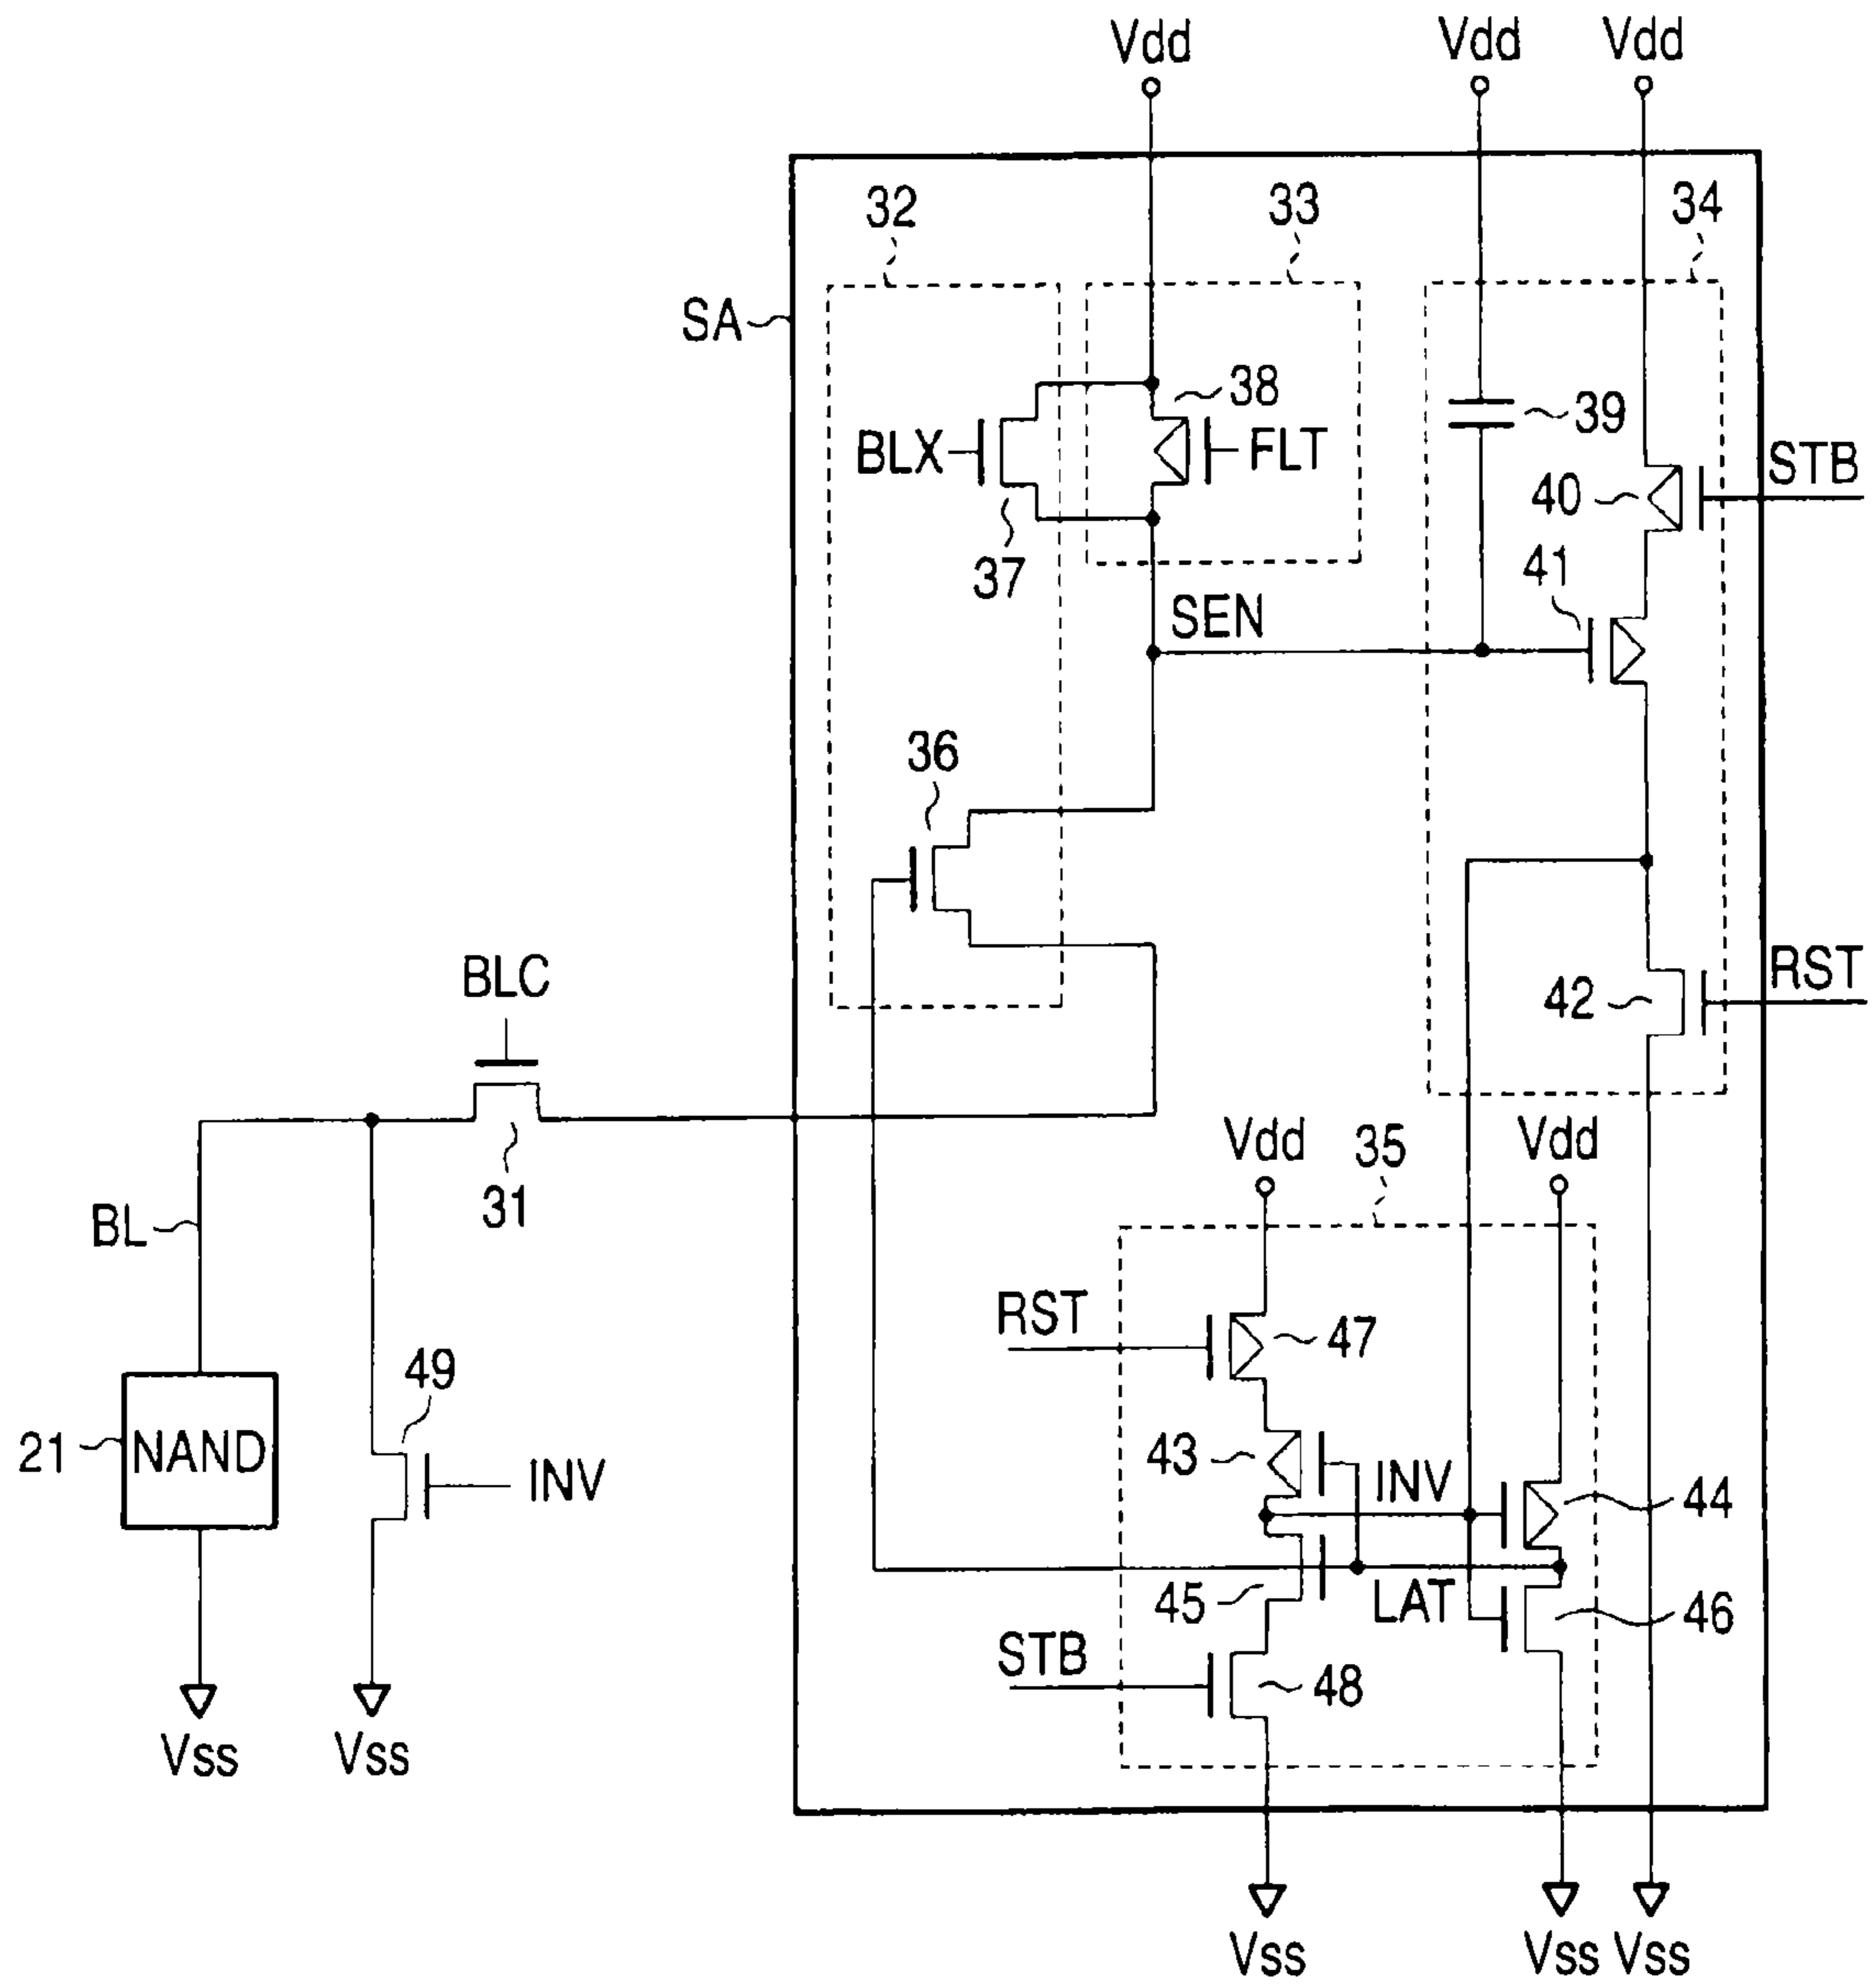 Vdd Vdd Vdd
32 33 34
SA
38
39
BLX FLT
STB
40
37
41
SEN
36
BLC
RST
42
31
Vdd 35 Vdd
BL
RST
47
49
43
21 NAND
INV
INV
44
45 LAT 46
STB
48
Vss Vss
Vss Vss Vss